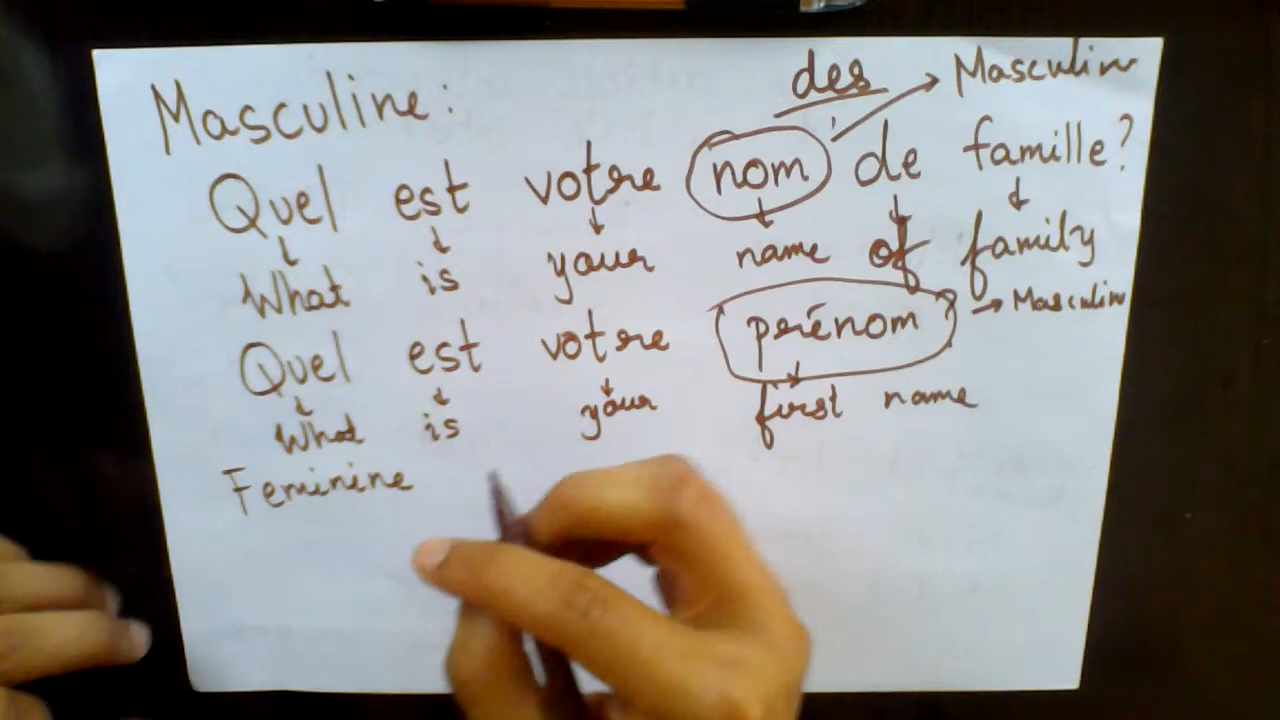 des Masculin
Masculine:
Quel est votre nom de famille?
What is your name of family
Quel est votre prénom Masculin
What is your first name
Feminine